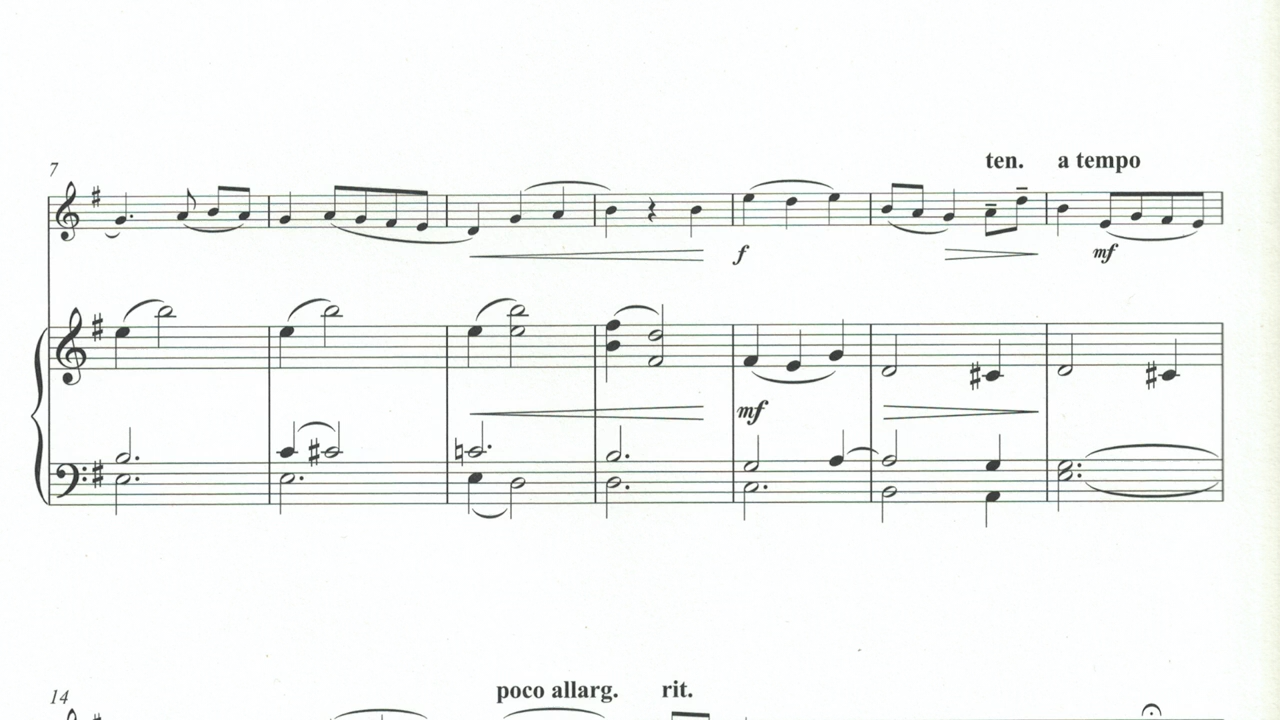 ten. a tempo
7
f mf
mf
poco allarg. rit.
14